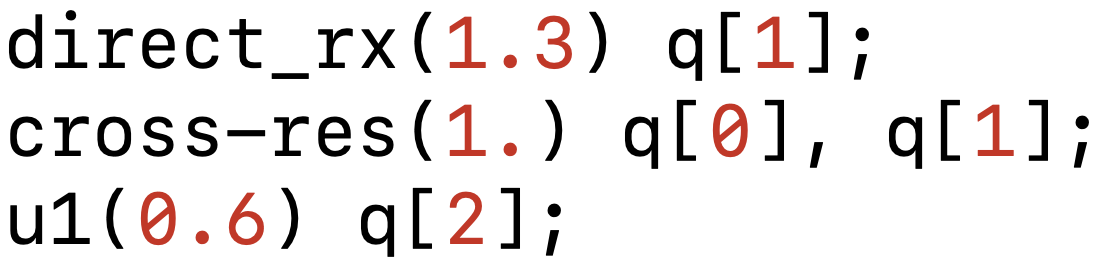 direct_rx(1.3) q[1];
cross-res(1.) q[0], q[1];
u1(0.6) q[2];